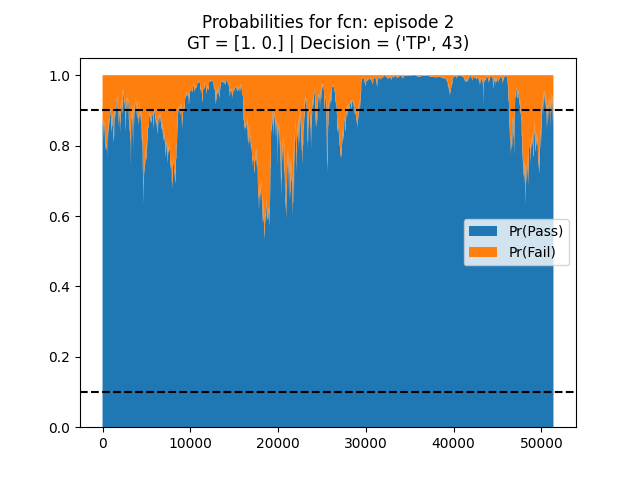 Probabilities for fcn: episode 2
GT = [1. 0.] | Decision = ('TP', 43)
1.0
0.8
0.6
0.4
0.2
0.0
Pr(Pass)
Pr(Fail)
0 10000 20000 30000 40000 50000